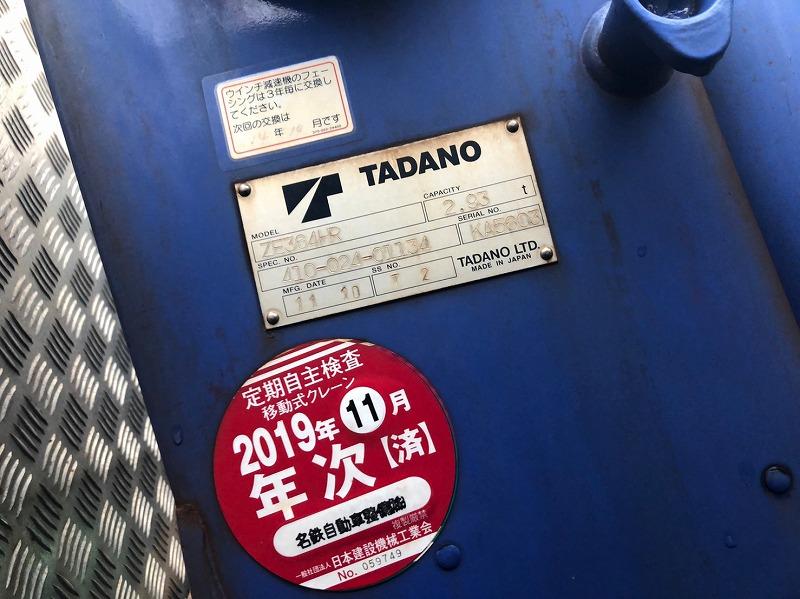 ウインチ減速機のフェー
シングは3年毎に交換し
てください。
次回の交換は
年 月です
TADANO
CAPACITY
2.93 t
MODEL
ZF364HR
SERIAL NO.
KA5603
SPEC. NO.
410-024-01134
MFG. DATE
11 10
SS NO.
T 2
TADANO LTD.
MADE IN JAPAN
定期自主検査
移動式クレーン
2019年11月
年次【済】
名鉄自動車整備㈱
複製厳禁
一般社団法人 日本建設機械工業会
No. 059749